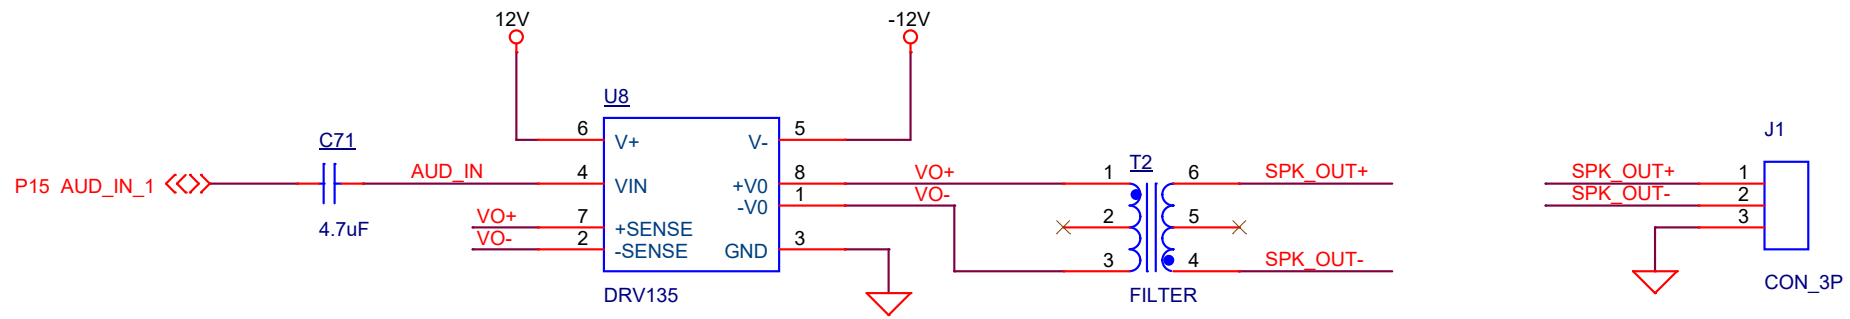 12V
-12V
U8
6
V+
V-
5
C71
P15 AUD_IN_1
AUD_IN
4
VIN
+V0
8
VO+
-V0
1
VO-
4.7uF
VO+
7
+SENSE
VO-
2
-SENSE
GND
3
DRV135
T2
1
6
SPK_OUT+
2
5
3
4
SPK_OUT-
FILTER
J1
SPK_OUT+
1
SPK_OUT-
2
3
CON_3P